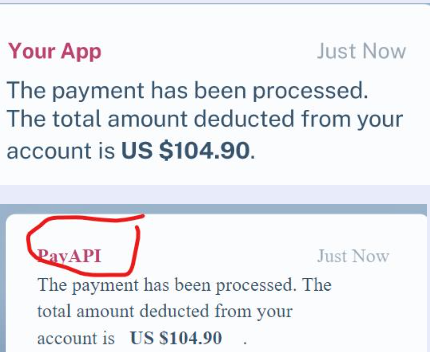 Your App Just Now
The payment has been processed.
The total amount deducted from your
account is US $104.90.
PayAPI Just Now
The payment has been processed. The
total amount deducted from your
account is US $104.90 .